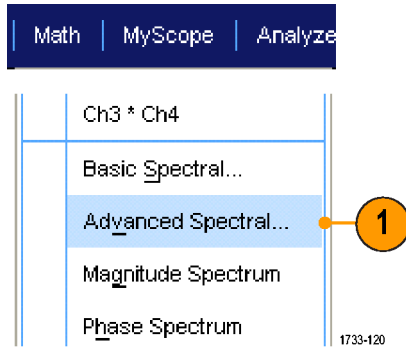 Math | MyScope | Analyze
Ch3 * Ch4
Basic Spectral...
Advanced Spectral...
1
Magnitude Spectrum
Phase Spectrum
1733-120